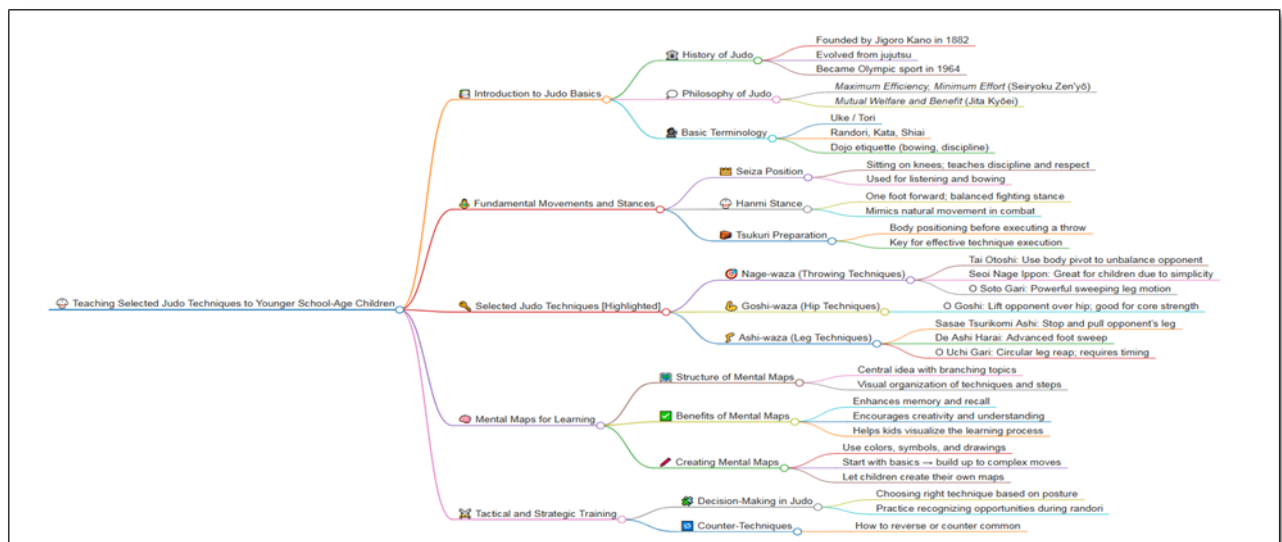 Teaching Selected Judo Techniques to Younger School-Age Children
Introduction to Judo Basics
History of Judo
Founded by Jigoro Kano in 1882
Evolved from jujutsu
Became Olympic sport in 1964
Philosophy of Judo
Maximum Efficiency, Minimum Effort (Seiryoku Zen'yō)
Mutual Welfare and Benefit (Jita Kyōei)
Basic Terminology
Uke / Tori
Randori, Kata, Shiai
Dojo etiquette (bowing, discipline)
Fundamental Movements and Stances
Seiza Position
Sitting on knees; teaches discipline and respect
Used for listening and bowing
Hanmi Stance
One foot forward; balanced fighting stance
Mimics natural movement in combat
Tsukuri Preparation
Body positioning before executing a throw
Key for effective technique execution
Selected Judo Techniques [Highlighted]
Nage-waza (Throwing Techniques)
Tai Otoshi: Use body pivot to unbalance opponent
Seoi Nage Ippon: Great for children due to simplicity
O Soto Gari: Powerful sweeping leg motion
Goshi-waza (Hip Techniques)
O Goshi: Lift opponent over hip; good for core strength
Ashi-waza (Leg Techniques)
Sasae Tsurikomi Ashi: Stop and pull opponent's leg
De Ashi Harai: Advanced foot sweep
O Uchi Gari: Circular leg reap; requires timing
Mental Maps for Learning
Structure of Mental Maps
Central idea with branching topics
Visual organization of techniques and steps
Benefits of Mental Maps
Enhances memory and recall
Encourages creativity and understanding
Helps kids visualize the learning process
Creating Mental Maps
Use colors, symbols, and drawings
Start with basics → build up to complex moves
Let children create their own maps
Tactical and Strategic Training
Decision-Making in Judo
Choosing right technique based on posture
Practice recognizing opportunities during randori
Counter-Techniques
How to reverse or counter common